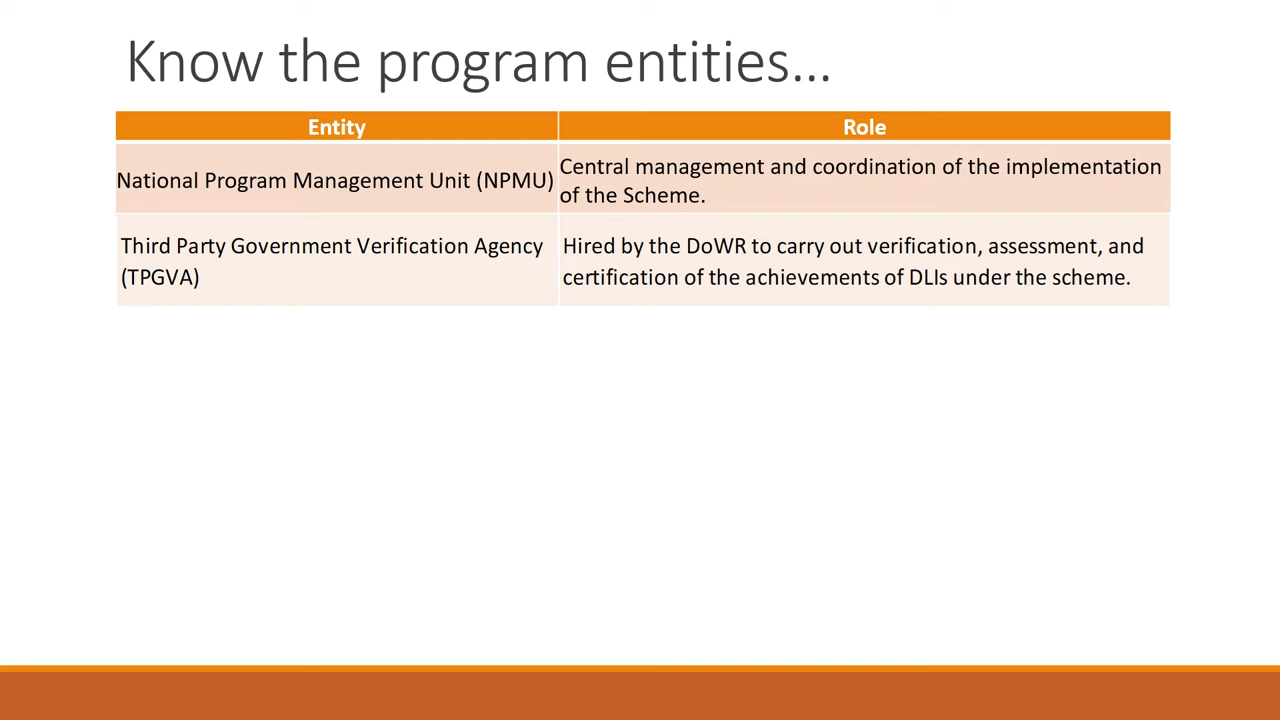 Know the program entities...
Entity
Role
National Program Management Unit (NPMU)
Central management and coordination of the implementation
of the Scheme.
Third Party Government Verification Agency
(TPGVA)
Hired by the DoWR to carry out verification, assessment, and
certification of the achievements of DLIs under the scheme.